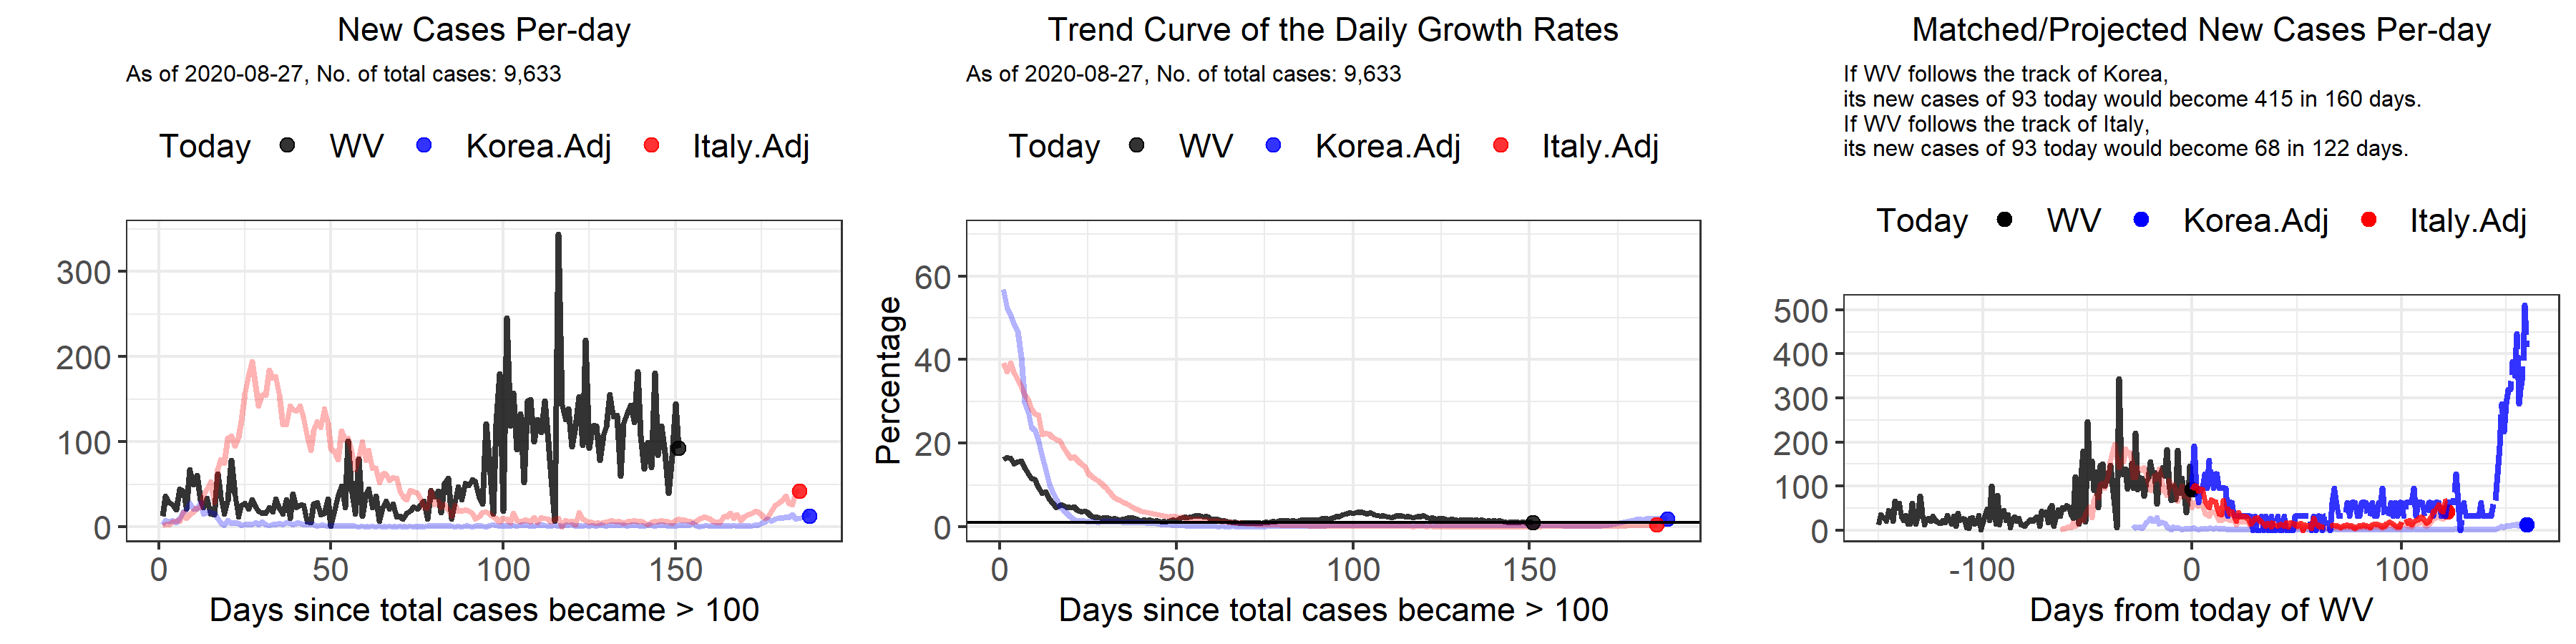 New Cases Per-day
As of 2020-08-27, No. of total cases: 9,633
Today WV Korea.Adj Italy.Adj
300
200
100
0
0 50 100 150
Days since total cases became > 100
Trend Curve of the Daily Growth Rates
As of 2020-08-27, No. of total cases: 9,633
Today WV Korea.Adj Italy.Adj
Percentage
60
40
20
0
0 50 100 150
Days since total cases became > 100
Matched/Projected New Cases Per-day
If WV follows the track of Korea,
its new cases of 93 today would become 415 in 160 days.
If WV follows the track of Italy,
its new cases of 93 today would become 68 in 122 days.
Today WV Korea.Adj Italy.Adj
500
400
300
200
100
0
-100 0 100
Days from today of WV